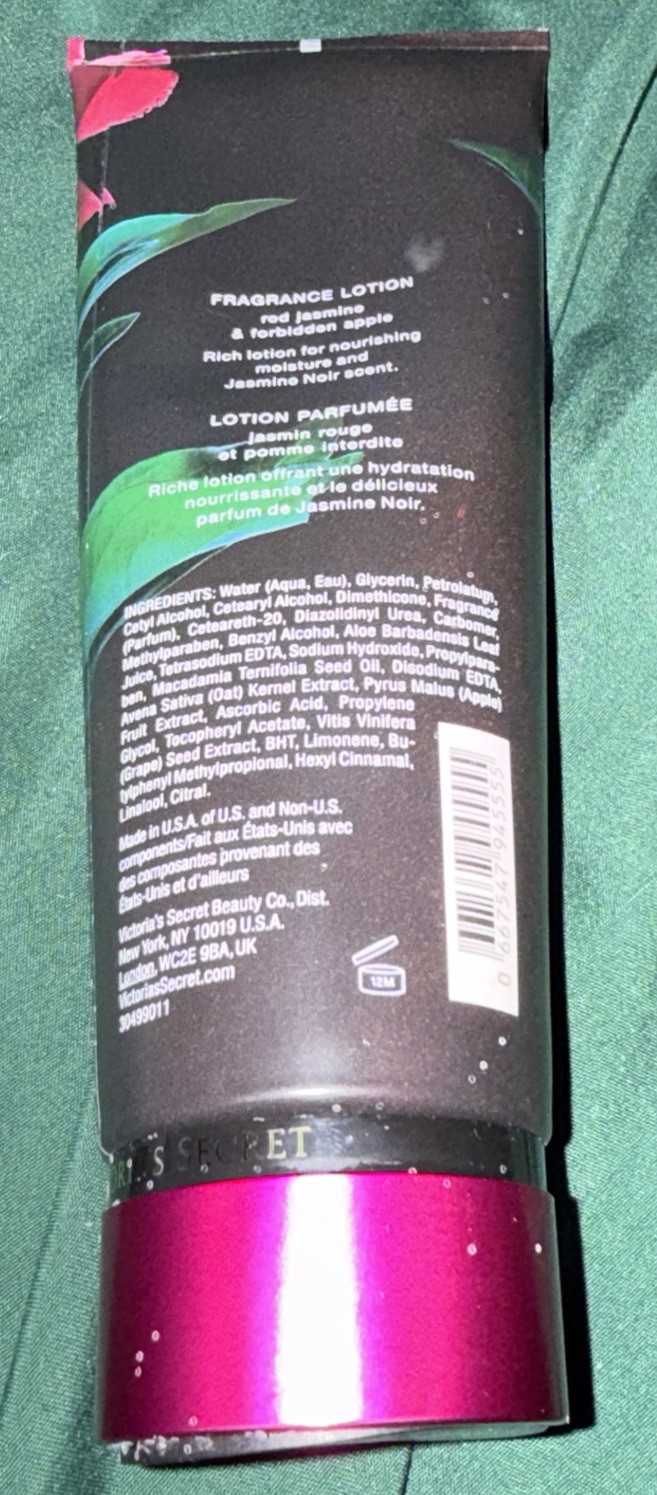 FRAGRANCE LOTION
red jasmine
& forbidden apple
Rich lotion for nourishing
moisture and
Jasmine Noir scent.
LOTION PARFUMÉE
jasmin rouge
et pomme interdite
Riche lotion offrant une hydratation
nourrissante et le délicieux
parfum de Jasmine Noir.
INGREDIENTS: Water (Aqua, Eau), Glycerin, Petrolatum,
Cetyl Alcohol, Cetearyl Alcohol, Dimethicone, Fragrance
(Parfum), Ceteareth-20, Diazolidinyl Urea, Carbomer,
Methylparaben, Benzyl Alcohol, Aloe Barbadensis Leaf
Juice, Tetrasodium EDTA, Sodium Hydroxide, Propylpara-
ben, Macadamia Ternifolia Seed Oil, Disodium EDTA,
Avena Sativa (Oat) Kernel Extract, Pyrus Malus (Apple)
Fruit Extract, Ascorbic Acid, Propylene
Glycol, Tocopheryl Acetate, Vitis Vinifera
(Grape) Seed Extract, BHT, Limonene, Bu-
tylphenyl Methylpropional, Hexyl Cinnamal,
Linalool, Citral.
Made in U.S.A. of U.S. and Non-U.S.
components/Fait aux États-Unis avec
des composantes provenant des
États-Unis et d'ailleurs
Victoria's Secret Beauty Co., Dist.
New York, NY 10019 U.S.A.
London, WC2E 9BA, UK
VictoriasSecret.com
30499011
12M
0 667547 945555
SECRET